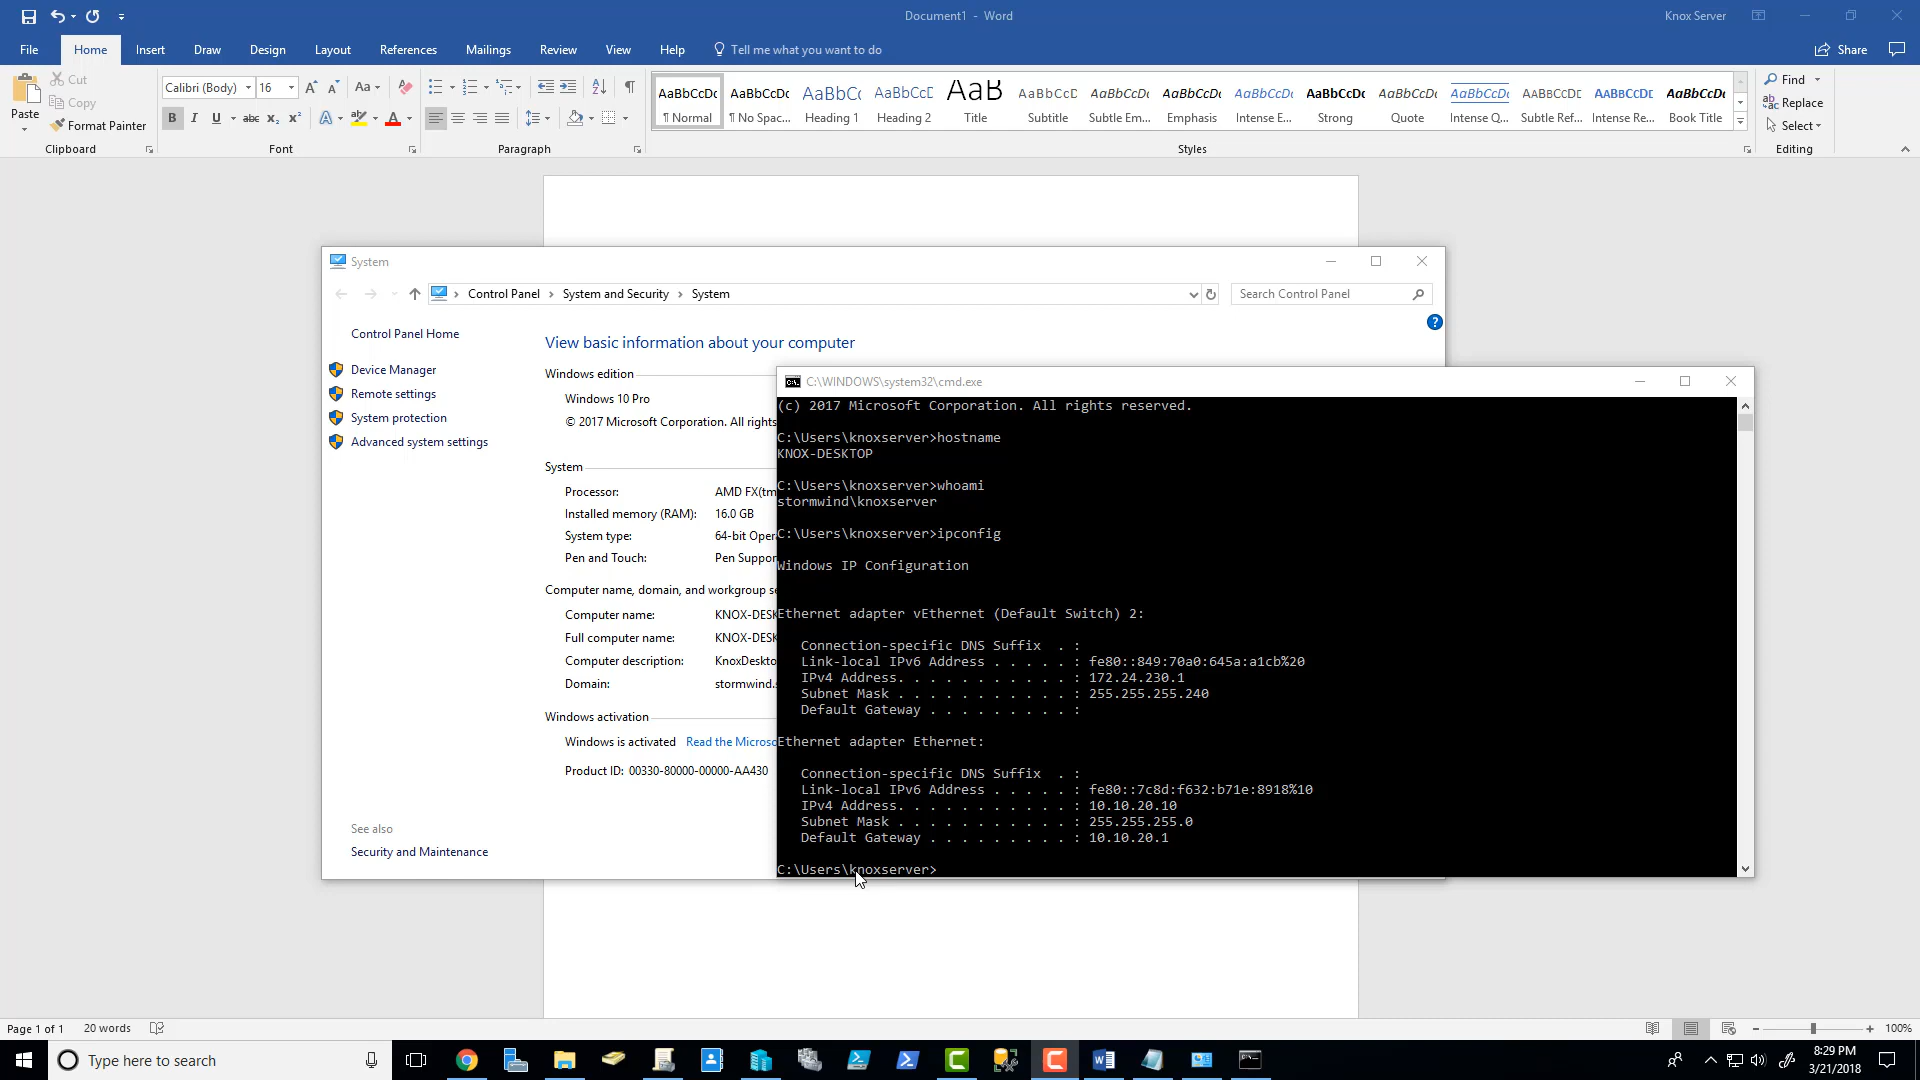 Document1 - Word
Knox Server
File Home Insert Draw Design Layout References Mailings Review View Help Tell me what you want to do Share
Paste
Cut
Copy
Format Painter
Clipboard
Calibri (Body) 16
Font
Paragraph
AaBbCcDc AaBbCcDc AaBbCc AaBbCcD AaB AaBbCcD AaBbCcDc AaBbCcDc AaBbCcDc AaBbCcDc AaBbCcDc AaBbCcDc AABBCCDC AABBCCDC AaBbCcDc
¶ Normal ¶ No Spac... Heading 1 Heading 2 Title Subtitle Subtle Em... Emphasis Intense E... Strong Quote Intense Q... Subtle Ref... Intense Re... Book Title
Styles
Find
Replace
Select
Editing
System
Control Panel › System and Security › System
Search Control Panel
Control Panel Home
Device Manager
Remote settings
System protection
Advanced system settings
See also
Security and Maintenance
View basic information about your computer
Windows edition
Windows 10 Pro
© 2017 Microsoft Corporation. All rights
System
Processor: AMD FX(tm
Installed memory (RAM): 16.0 GB
System type: 64-bit Oper
Pen and Touch: Pen Suppor
Computer name, domain, and workgroup se
Computer name: KNOX-DESK
Full computer name: KNOX-DESK
Computer description: KnoxDeskto
Domain: stormwind.
Windows activation
Windows is activated Read the Microso
Product ID: 00330-80000-00000-AA430
C:\WINDOWS\system32\cmd.exe
(c) 2017 Microsoft Corporation. All rights reserved.
C:\Users\knoxserver>hostname
KNOX-DESKTOP
C:\Users\knoxserver>whoami
stormwind\knoxserver
C:\Users\knoxserver>ipconfig
Windows IP Configuration
Ethernet adapter vEthernet (Default Switch) 2:
Connection-specific DNS Suffix . :
Link-local IPv6 Address . . . . . : fe80::849:70a0:645a:a1cb%20
IPv4 Address. . . . . . . . . . . : 172.24.230.1
Subnet Mask . . . . . . . . . . . : 255.255.255.240
Default Gateway . . . . . . . . . :
Ethernet adapter Ethernet:
Connection-specific DNS Suffix . :
Link-local IPv6 Address . . . . . : fe80::7c8d:f632:b71e:8918%10
IPv4 Address. . . . . . . . . . . : 10.10.20.10
Subnet Mask . . . . . . . . . . . : 255.255.255.0
Default Gateway . . . . . . . . . : 10.10.20.1
C:\Users\knoxserver>
Page 1 of 1 20 words
100%
Type here to search
8:29 PM
3/21/2018